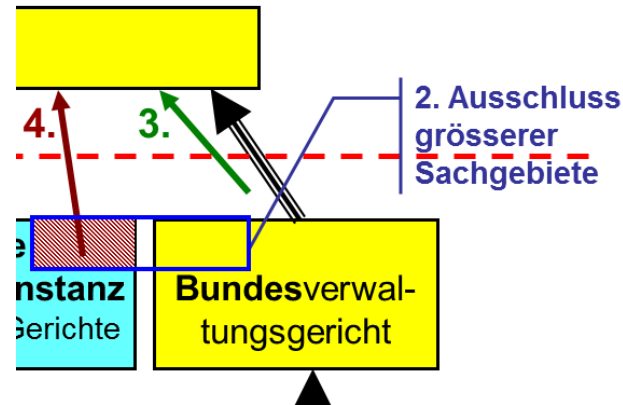 2. Ausschluss
grösserer
Sachgebiete
4.
3.
e
nstanz
Gerichte
Bundesverwal-
tungsgericht